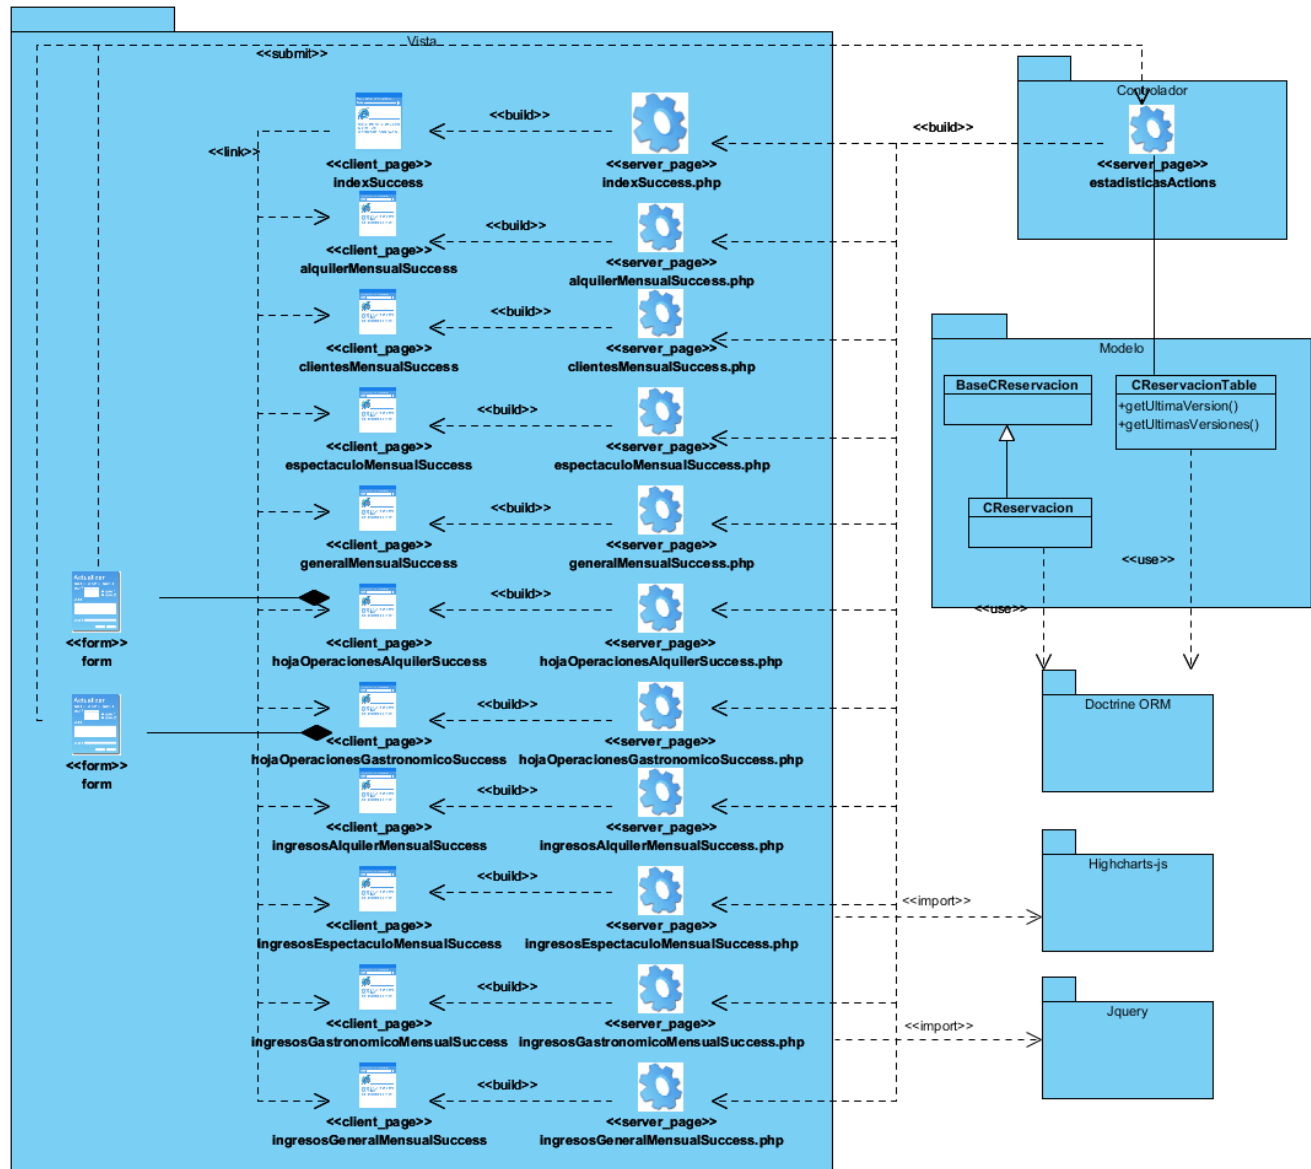 Vista
<<submit>>
Controlador
<<build>>
<<build>>
<<link>>
<<client_page>>
indexSuccess
<<server_page>>
indexSuccess.php
<<server_page>>
estadisticasActions
<<build>>
<<client_page>>
alquilerMensualSuccess
<<server_page>>
alquilerMensualSuccess.php
<<build>>
<<client_page>>
clientesMensualSuccess
<<server_page>>
clientesMensualSuccess.php
Modelo
BaseCReservacion
CReservacionTable
+getUltimaVersion()
+getUltimasVersiones()
<<build>>
<<client_page>>
espectaculoMensualSuccess
<<server_page>>
espectaculoMensualSuccess.php
CReservacion
<<build>>
<<client_page>>
generalMensualSuccess
<<server_page>>
generalMensualSuccess.php
<<use>>
<<use>>
Actualizar
<<form>>
form
<<build>>
<<client_page>>
hojaOperacionesAlquilerSuccess
<<server_page>>
hojaOperacionesAlquilerSuccess.php
Doctrine ORM
Actualizar
<<form>>
form
<<build>>
<<client_page>>
hojaOperacionesGastronomicoSuccess
<<server_page>>
hojaOperacionesGastronomicoSuccess.php
<<build>>
<<client_page>>
ingresosAlquilerMensualSuccess
<<server_page>>
ingresosAlquilerMensualSuccess.php
Highcharts-js
<<import>>
<<build>>
<<client_page>>
ingresosEspectaculoMensualSuccess
<<server_page>>
ingresosEspectaculoMensualSuccess.php
<<build>>
<<client_page>>
ingresosGastronomicoMensualSuccess
<<server_page>>
ingresosGastronomicoMensualSuccess.php
Jquery
<<import>>
<<build>>
<<client_page>>
ingresosGeneralMensualSuccess
<<server_page>>
ingresosGeneralMensualSuccess.php